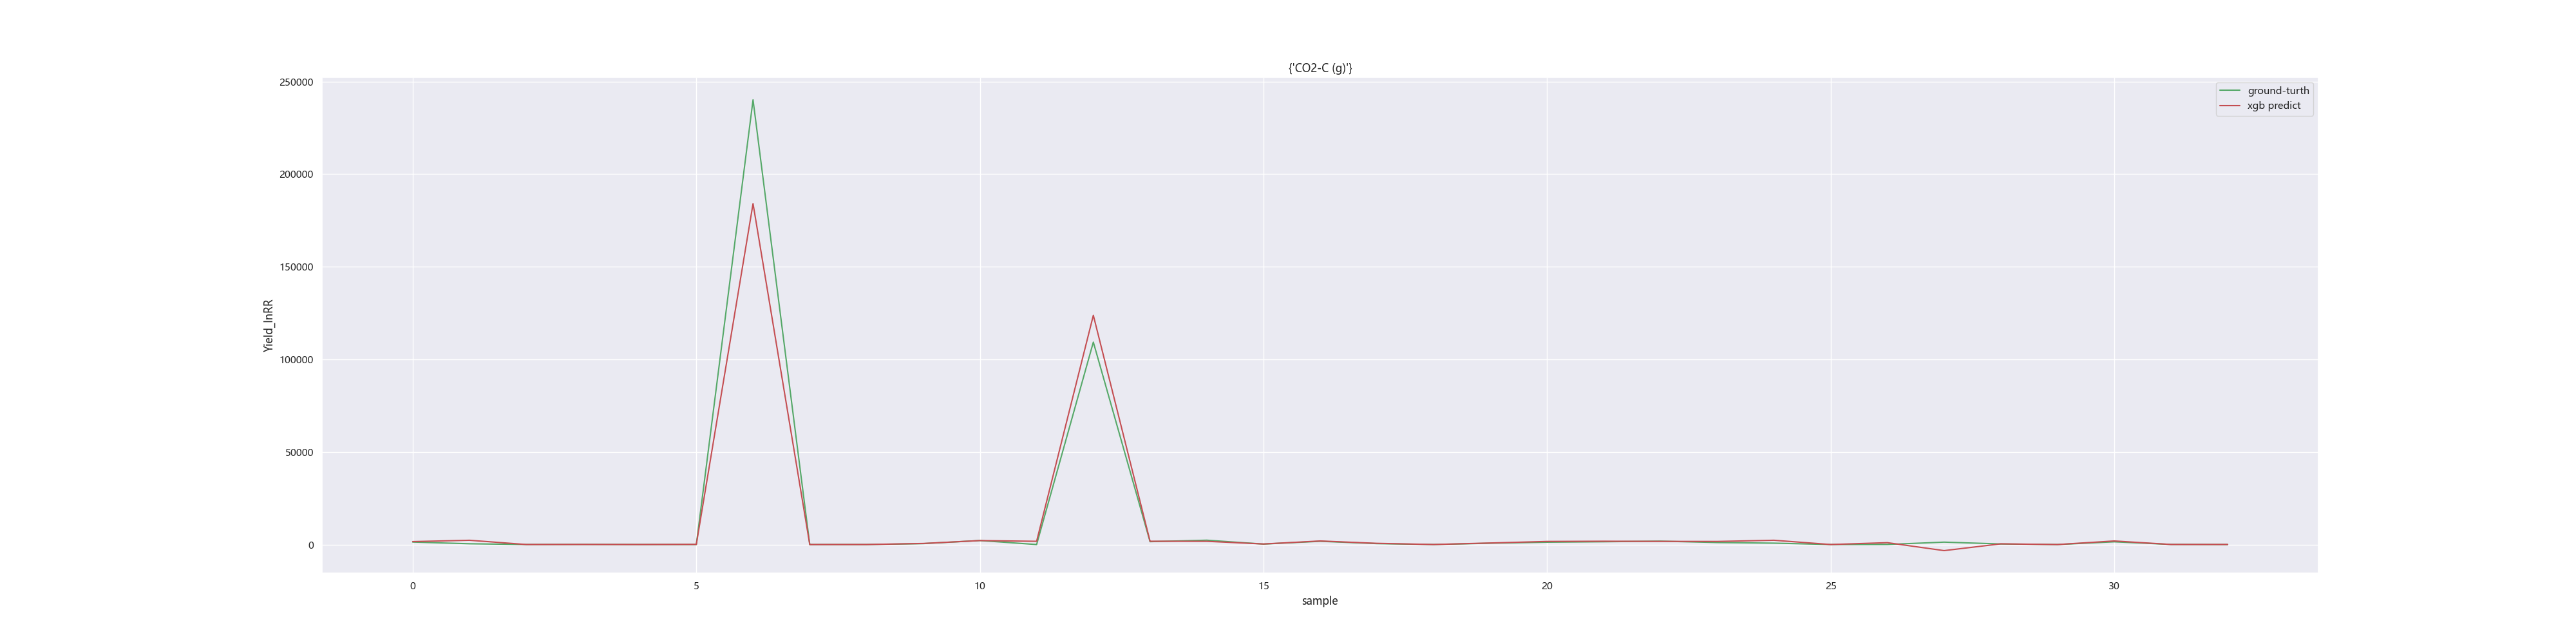 {'CO2-C (g)'}
250000
200000
150000
100000
50000
0
Yield_lnRR
ground-turth
xgb predict
0 5 10 15 20 25 30
sample